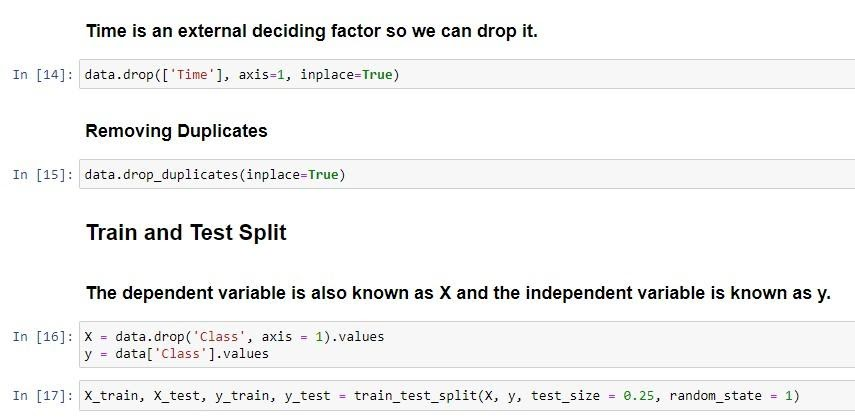 Time is an external deciding factor so we can drop it.
In [14]: data.drop(['Time'], axis=1, inplace=True)
Removing Duplicates
In [15]: data.drop_duplicates(inplace=True)
Train and Test Split
The dependent variable is also known as X and the independent variable is known as y.
In [16]: X = data.drop('Class', axis = 1).values
y = data['Class'].values
In [17]: X_train, X_test, y_train, y_test = train_test_split(X, y, test_size = 0.25, random_state = 1)